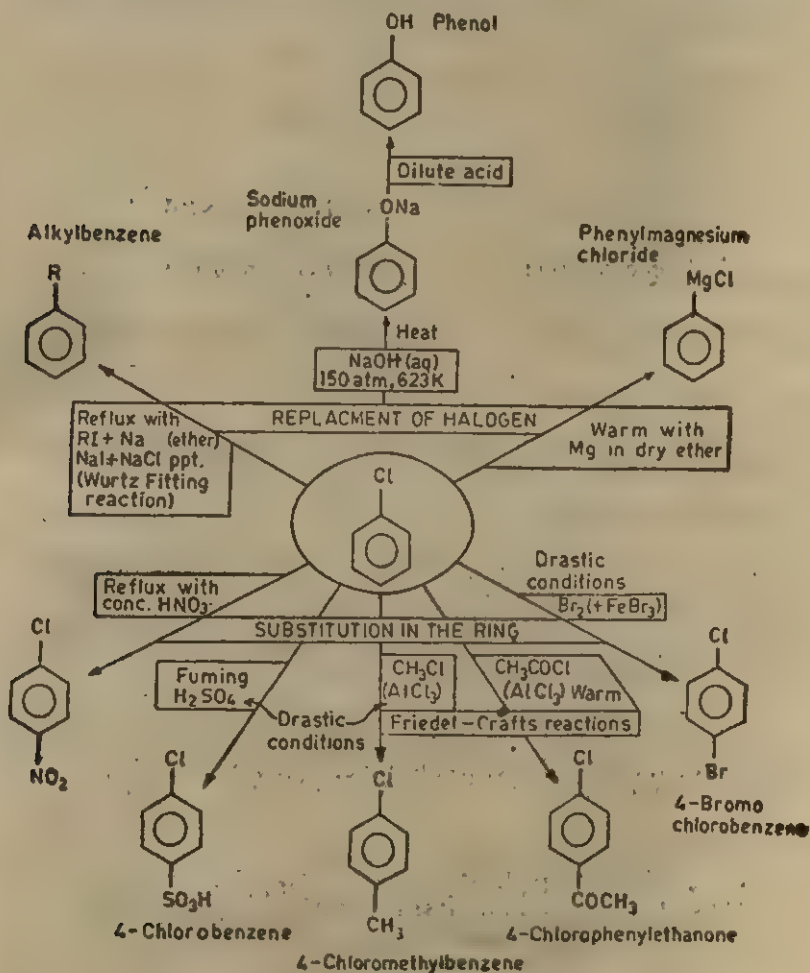 OH Phenol
Dilute acid
Sodium
phenoxide
ONa
Alkylbenzene
R
Phenylmagnesium
chloride
MgCl
Heat
NaOH (aq)
150 atm, 623K
REPLACMENT OF HALOGEN
Reflux with
RI + Na (ether)
NaI + NaCl ppt.
(Wurtz Fitting
reaction)
Warm with
Mg in dry ether
Cl
Reflux with
conc. HNO₃
Drastic
conditions
Br₂(+ FeBr₃)
SUBSTITUTION IN THE RING
Cl
NO₂
Fuming
H₂SO₄
Drastic
conditions
CH₃Cl
(AlCl₃)
CH₃COCl
(AlCl₃) Warm
Friedel-Crafts reactions
Cl
Br
4-Bromo
chlorobenzene
Cl
SO₃H
4-Chlorobenzene
Cl
CH₃
4-Chloromethylbenzene
Cl
COCH₃
4-Chlorophenylethanone